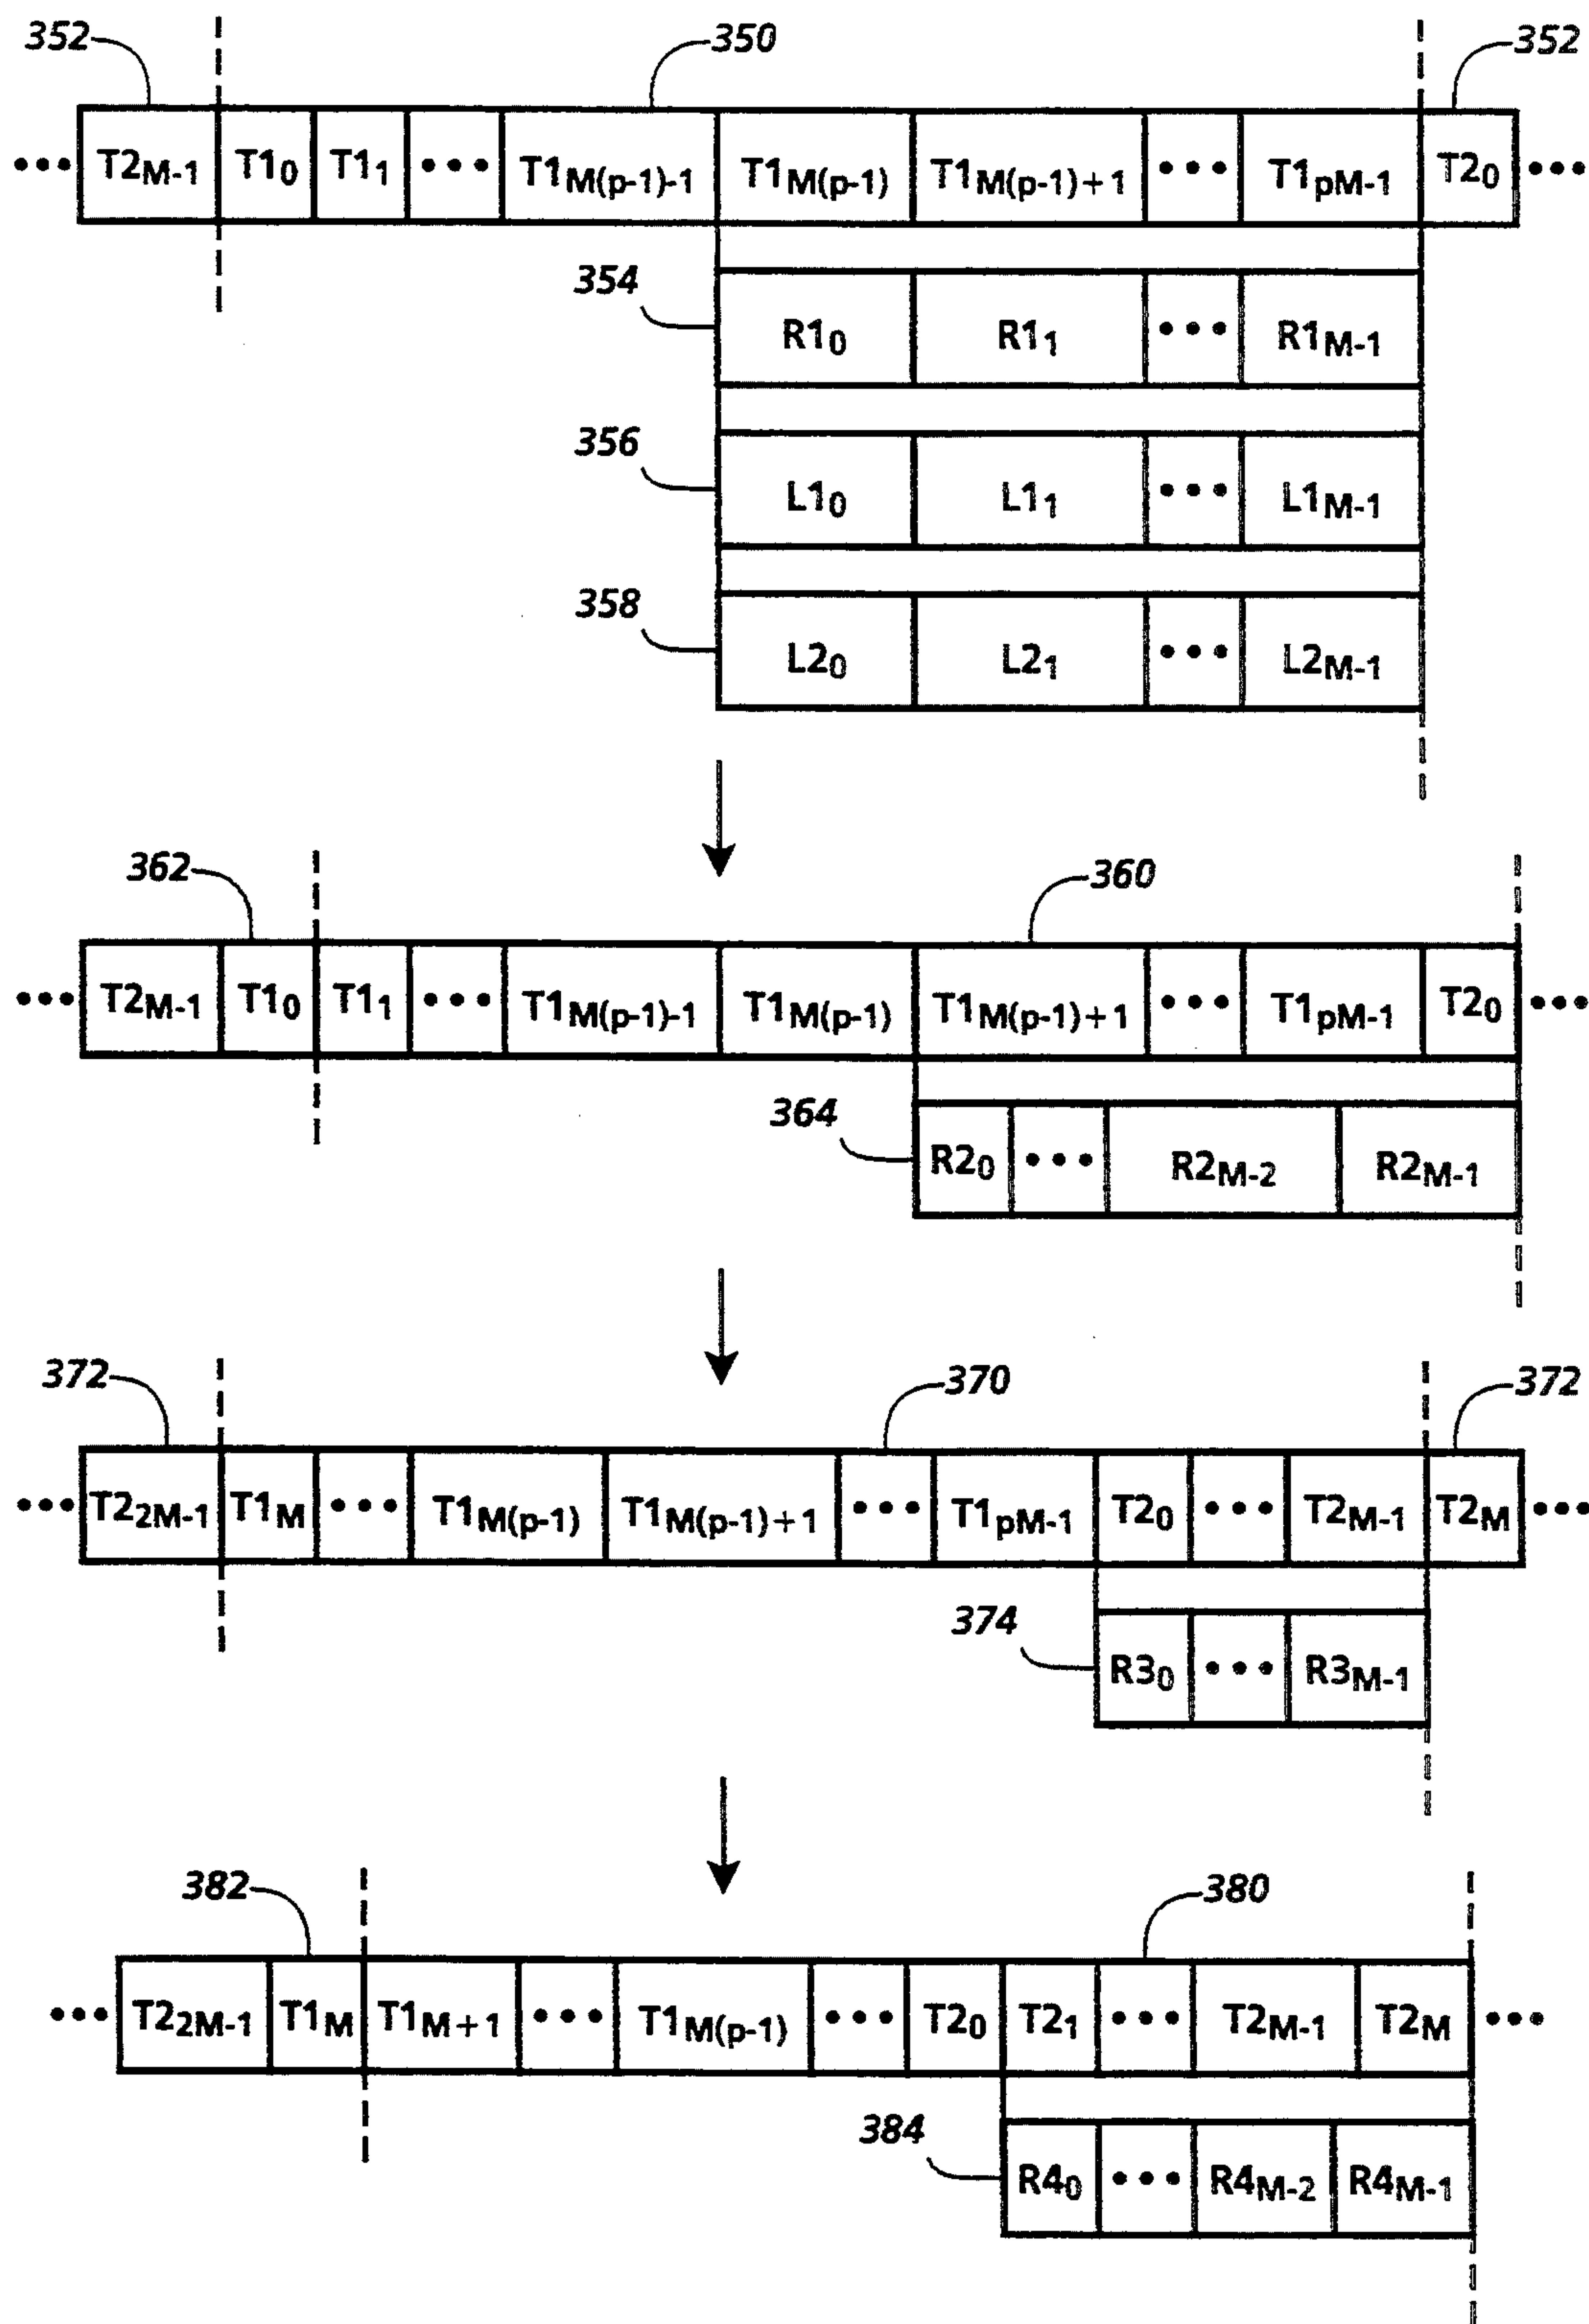 352 350 352
••• T2M-1 T10 T11 ••• T1M(p-1)-1 T1M(p-1) T1M(p-1)+1 ••• T1pM-1 T20 •••
354
R10 R11 ••• R1M-1
356
L10 L11 ••• L1M-1
358
L20 L21 ••• L2M-1
362 360
••• T2M-1 T10 T11 ••• T1M(p-1)-1 T1M(p-1) T1M(p-1)+1 ••• T1pM-1 T20 •••
364
R20 ••• R2M-2 R2M-1
372 370 372
••• T22M-1 T1M ••• T1M(p-1) T1M(p-1)+1 ••• T1pM-1 T20 ••• T2M-1 T2M •••
374
R30 ••• R3M-1
382 380
••• T22M-1 T1M T1M+1 ••• T1M(p-1) ••• T20 T21 ••• T2M-1 T2M •••
384
R40 ••• R4M-2 R4M-1